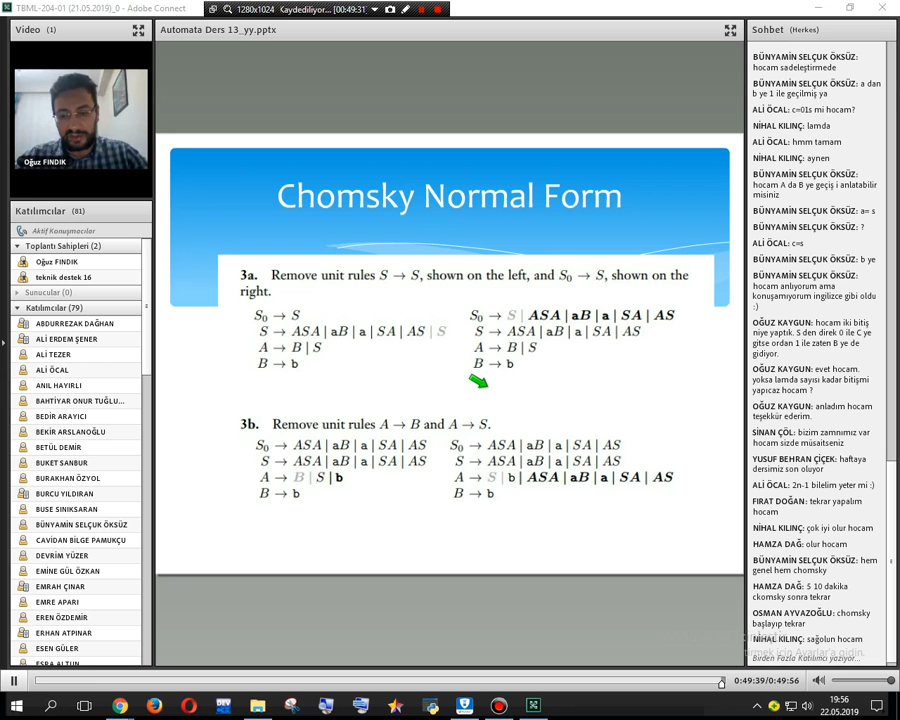 TBML-204-01 (21.05.2019)_0 - Adobe Connect
1280x1024 Kaydediliyor... [00:49:31]
Video (1)
Oğuz FINDIK
Katılımcılar (81)
Aktif Konuşmacılar
Toplantı Sahipleri (2)
Oğuz FINDIK
teknik destek 16
Sunucular (0)
Katılımcılar (79)
ABDURREZAK DAĞHAN
ALİ ERDEM ŞENER
ALİ TEZER
ALİ ÖCAL
ANIL HAYIRLI
BAHTİYAR ONUR TUĞLU...
BEDİR ARAYICI
BEKİR ARSLANOĞLU
BETÜL DEMİR
BUKET SANBUR
BURAKHAN ÖZYOL
BURCU YILDIRAN
BUSE SINIKSARAN
BÜNYAMİN SELÇUK ÖKSÜZ
CAVİDAN BİLGE PAMUKÇU
DEVRİM YÜZER
EMİNE GÜL ÖZKAN
EMRAH ÇINAR
EMRE APARI
EREN ÖZDEMİR
ERHAN ATPINAR
ESEN GÜLER
ESRA ALTUN
Automata Ders 13_yy.pptx
Chomsky Normal Form
3a. Remove unit rules S → S, shown on the left, and S₀ → S, shown on the
right.
S₀ → S
S → ASA | aB | a | SA | AS | S
A → B | S
B → b
S₀ → S | ASA | aB | a | SA | AS
S → ASA | aB | a | SA | AS
A → B | S
B → b
3b. Remove unit rules A → B and A → S.
S₀ → ASA | aB | a | SA | AS
S → ASA | aB | a | SA | AS
A → B | S | b
B → b
S₀ → ASA | aB | a | SA | AS
S → ASA | aB | a | SA | AS
A → S | b | ASA | aB | a | SA | AS
B → b
Sohbet (Herkes)
BÜNYAMİN SELÇUK ÖKSÜZ:
hocam sadeleştirmede
BÜNYAMİN SELÇUK ÖKSÜZ: a dan
b ye 1 ile geçilmiş ya
ALİ ÖCAL: c=01s mi hocam?
NİHAL KILINÇ: lamda
ALİ ÖCAL: hmm tamam
NİHAL KILINÇ: aynen
BÜNYAMİN SELÇUK ÖKSÜZ:
hocam A da B ye geçiş i anlatabilir
misiniz
BÜNYAMİN SELÇUK ÖKSÜZ: a= s
BÜNYAMİN SELÇUK ÖKSÜZ: ?
ALİ ÖCAL: c=s
BÜNYAMİN SELÇUK ÖKSÜZ: b ye
BÜNYAMİN SELÇUK ÖKSÜZ:
hocam anlıyorum ama
konuşamıyorum ingilizce gibi oldu
:)
OĞUZ KAYGUN: hocam iki bitiş
niye yaptık. S den direk 0 ile C ye
gitse ordan 1 ile zaten B ye de
gidiyor.
OĞUZ KAYGUN: evet hocam.
yoksa lamda sayısı kadar bitişmi
yapıcaz hocam ?
OĞUZ KAYGUN: anladım hocam
teşekkür ederim.
SİNAN ÇÖL: bizim zamnımız var
hocam sizde müsaitseniz
YUSUF BEHRAN ÇİÇEK: haftaya
dersimiz son oluyor
ALİ ÖCAL: 2n-1 bilelim yeter mi :)
FIRAT DOĞAN: tekrar yapalım
hocam
NİHAL KILINÇ: çok iyi olur hocam
HAMZA DAĞ: olur hocam
BÜNYAMİN SELÇUK ÖKSÜZ: hem
genel hem chomsky
HAMZA DAĞ: 5 10 dakika
ckomsky sonra tekrar
OSMAN AYVAZOĞLU: chomsky
başlayıp tekrar
NİHAL KILINÇ: sağolun hocam
için Ayarlar'a gidin.
Birden Fazla Katılımcı yazıyor...
0:49:39/0:49:56
19:56
22.05.2019